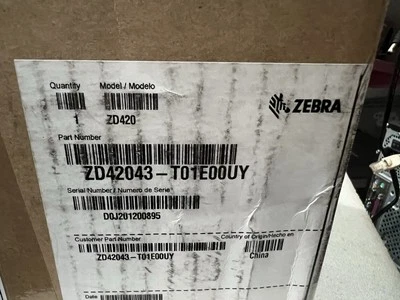 Quantity Model / Modelo
1 ZD420
ZEBRA
Part Number
ZD42043-T01E00UY
Serial Number / Numero de Serie
D0J201200895
Customer Part Number Country of Origin/Hecho en
ZD42043-T01E00UY China
Date